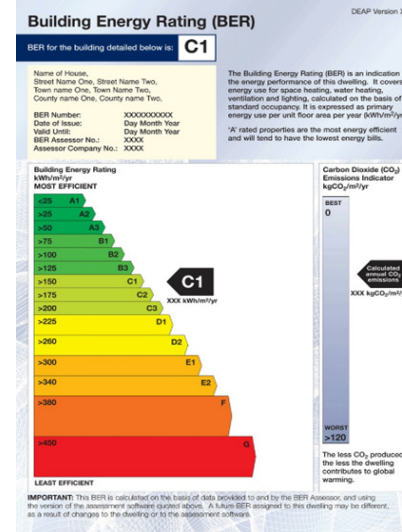 DEAP Version
Building Energy Rating (BER)
BER for the building detailed below is: C1
Name of House,
Street Name One, Street Name Two,
Town name One, Town Name Two,
County name One, County name Two.
BER Number: XXXXXXXXXX
Date of Issue: Day Month Year
Valid Until: Day Month Year
BER Assessor No.: XXXX
Assessor Company No.: XXXX
The Building Energy Rating (BER) is an indication
the energy performance of this dwelling. It covers
energy use for space heating, water heating,
ventilation and lighting, calculated on the basis of
standard occupancy. It is expressed as primary
energy use per unit floor area per year (kWh/m²/yr
'A' rated properties are the most energy efficient
and will tend to have the lowest energy bills.
Building Energy Rating
kWh/m²/yr
MOST EFFICIENT
<25 A1
>25 A2
>50 A3
>75 B1
>100 B2
>125 B3
>150 C1
>175 C2
>200 C3
>225 D1
>260 D2
>300 E1
>340 E2
>380 F
>450 G
LEAST EFFICIENT
C1
XXX kWh/m²/yr
Carbon Dioxide (CO₂)
Emissions Indicator
kgCO₂/m²/yr
BEST
0
Calculated
annual CO₂
emissions
XXX kgCO₂/m²/
WORST
>120
The less CO₂ produced
the less the dwelling
contributes to global
warming.
IMPORTANT: This BER is calculated on the basis of data provided to and by the BER Assessor, and using
the version of the assessment software quoted above. A future BER assigned to this dwelling may be different,
as a result of changes to the dwelling or to the assessment software.